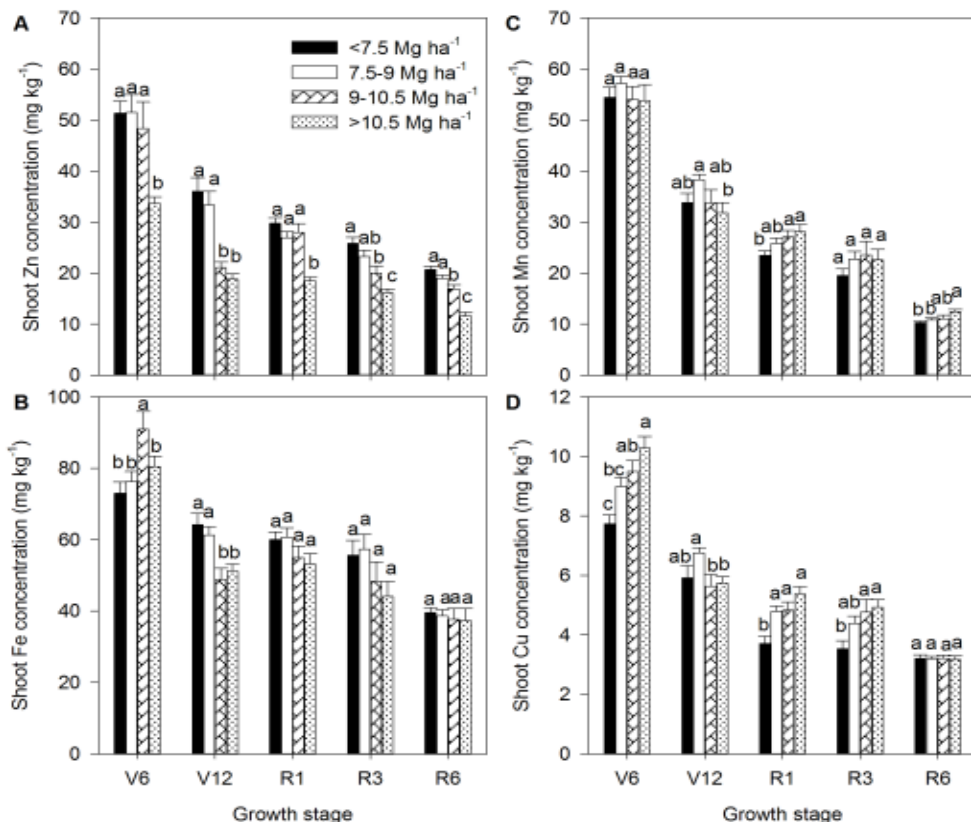 A
70
60
50
40
30
20
10
0
Shoot Zn concentration (mg kg⁻¹)
<7.5 Mg ha⁻¹
7.5-9 Mg ha⁻¹
9-10.5 Mg ha⁻¹
>10.5 Mg ha⁻¹
a a a b
a a b b
a a a b
a ab b c
a a b c
C
70
60
50
40
30
20
10
0
Shoot Mn concentration (mg kg⁻¹)
a a a a
ab a ab b
b ab a a
a a a a
b b ab a
B
100
80
60
40
20
0
Shoot Fe concentration (mg kg⁻¹)
b b a b
a a b b
a a a a
a a a a
a a a a
V6 V12 R1 R3 R6
Growth stage
D
12
10
8
6
4
2
0
Shoot Cu concentration (mg kg⁻¹)
c bc ab a
ab a b b
b a a a
b ab a a
a a a a
V6 V12 R1 R3 R6
Growth stage